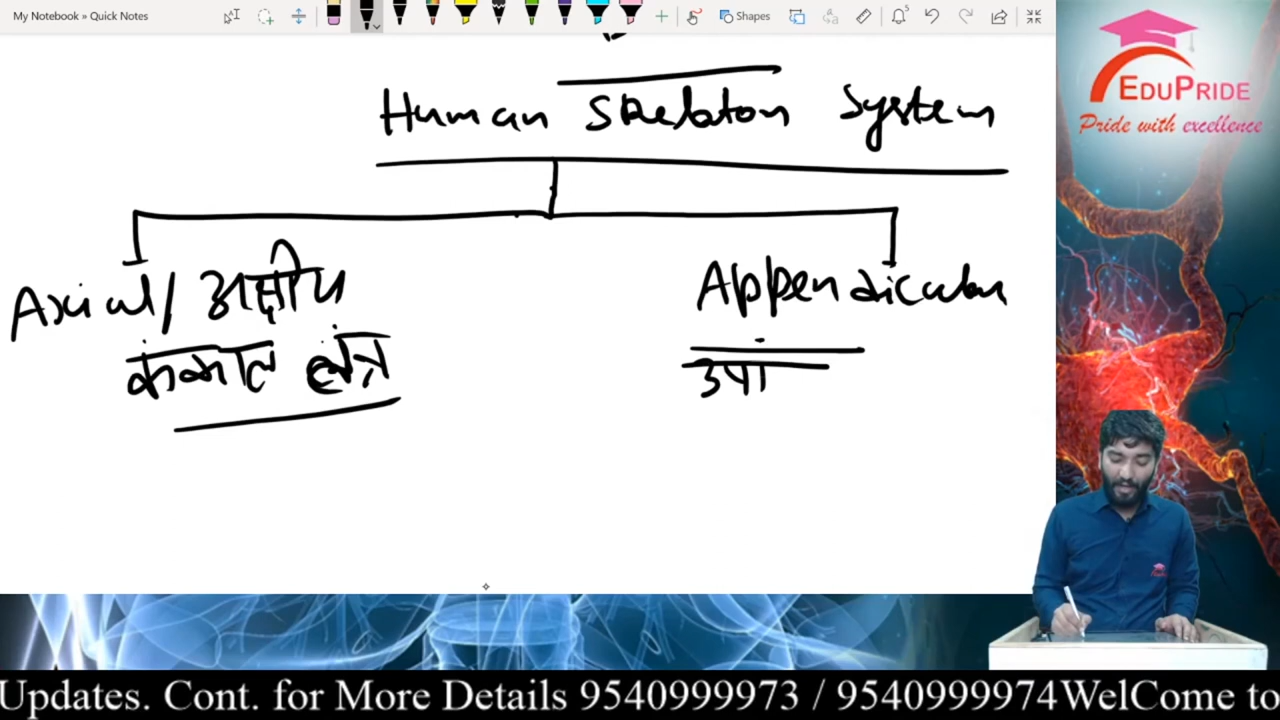 My Notebook » Quick Notes
Shapes
EDUPRIDE
Pride with excellence
Human Skeleton System
Axial / अक्षीय
कंकाल तंत्र
Appendicular
उपा
Updates. Cont. for More Details 9540999973 / 9540999974WelCome to